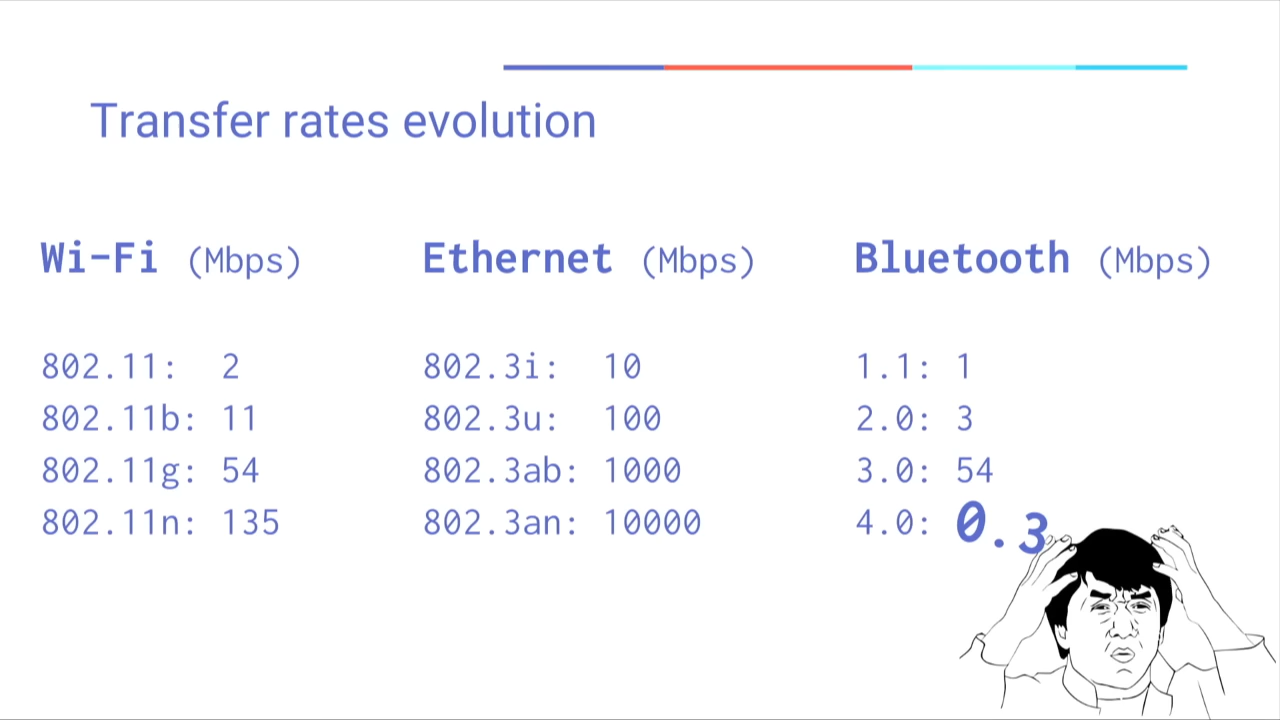 Transfer rates evolution
Wi-Fi (Mbps)
802.11: 2
802.11b: 11
802.11g: 54
802.11n: 135
Ethernet (Mbps)
802.3i: 10
802.3u: 100
802.3ab: 1000
802.3an: 10000
Bluetooth (Mbps)
1.1: 1
2.0: 3
3.0: 54
4.0: 0.3